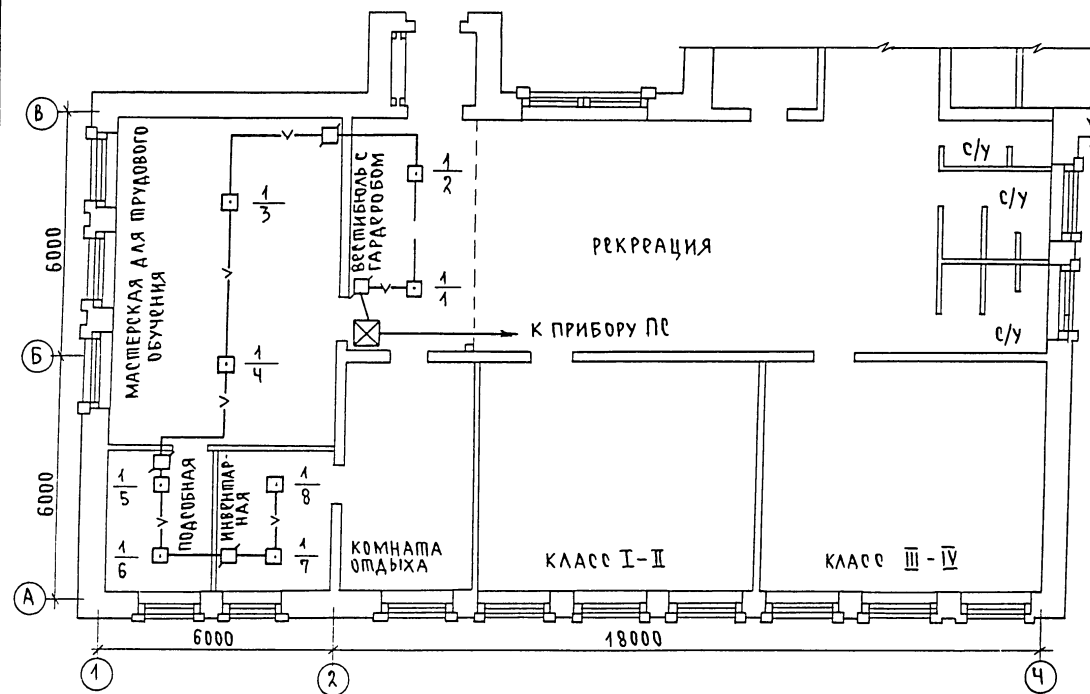 В
С/У
МАСТЕРСКАЯ ДЛЯ ТРУДОВОГО
ОБУЧЕНИЯ
ВЕСТИБЮЛЬ С
ГАРДЕРОБОМ
1
2
1
3
С/У
6000
РЕКРЕАЦИЯ
1
1
К ПРИБОРУ ПС
С/У
Б
1
4
6000
1
5
ПОДСОБНАЯ
ИНВЕНТАР-
НАЯ
1
8
1
6
1
7
КОМНАТА
ОТДЫХА
КЛАСС I-II
КЛАСС III-IV
А
6000
18000
1
2
4